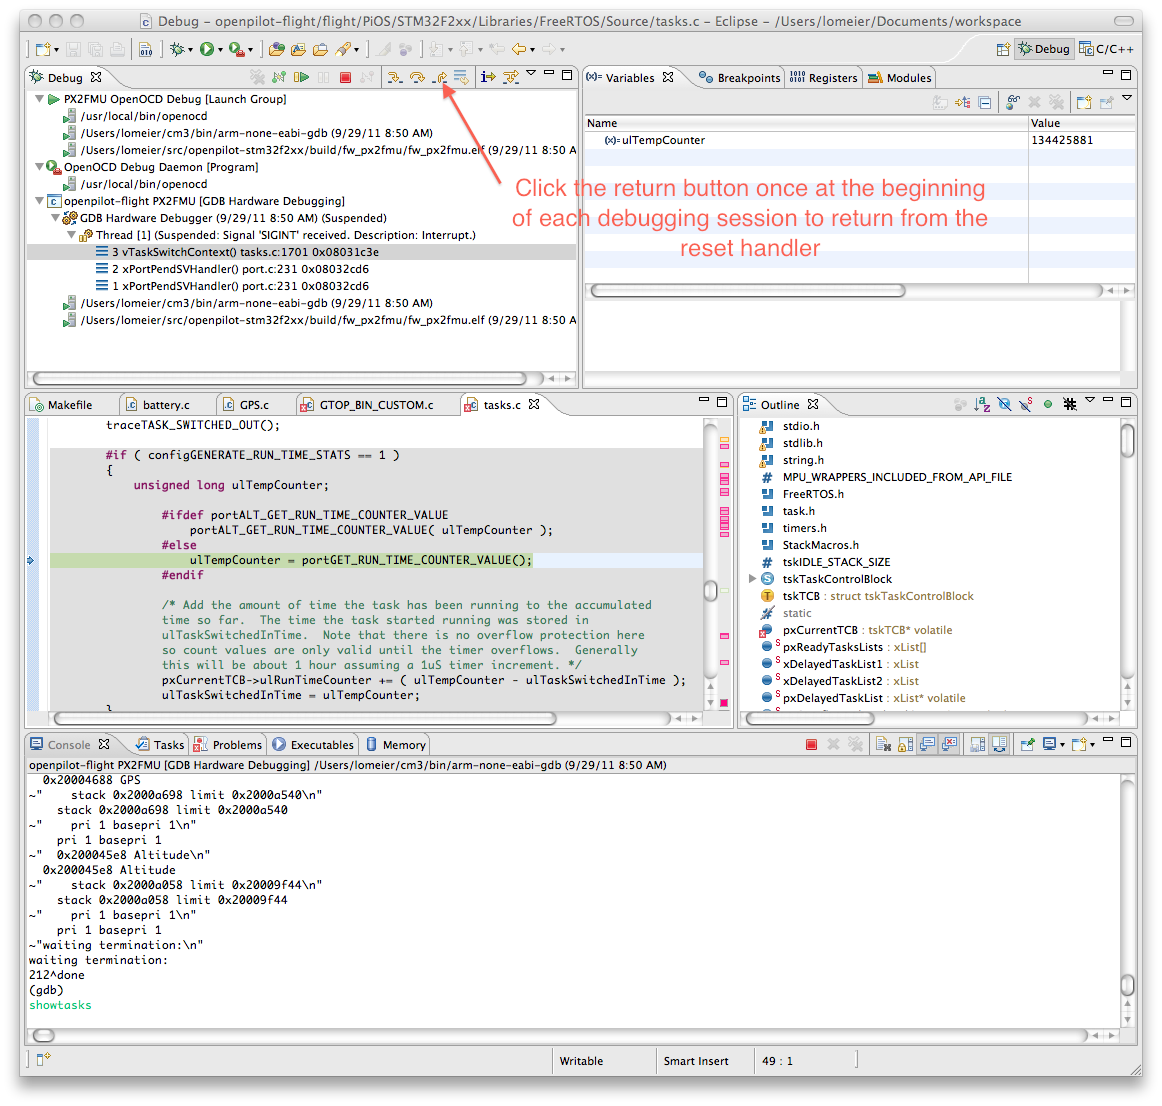 Debug – openpilot-flight/flight/PiOS/STM32F2xx/Libraries/FreeRTOS/Source/tasks.c – Eclipse – /Users/lomeier/Documents/workspace
Debug
C/C++
Debug
PX2FMU OpenOCD Debug [Launch Group]
/usr/local/bin/openocd
/Users/lomeier/cm3/bin/arm-none-eabi-gdb (9/29/11 8:50 AM)
/Users/lomeier/src/openpilot-stm32f2xx/build/fw_px2fmu/fw_px2fmu.elf (9/29/11 8:50 A
OpenOCD Debug Daemon [Program]
/usr/local/bin/openocd
openpilot-flight PX2FMU [GDB Hardware Debugging]
GDB Hardware Debugger (9/29/11 8:50 AM) (Suspended)
Thread [1] (Suspended: Signal 'SIGINT' received. Description: Interrupt.)
3 vTaskSwitchContext() tasks.c:1701 0x08031c3e
2 xPortPendSVHandler() port.c:231 0x08032cd6
1 xPortPendSVHandler() port.c:231 0x08032cd6
/Users/lomeier/cm3/bin/arm-none-eabi-gdb (9/29/11 8:50 AM)
/Users/lomeier/src/openpilot-stm32f2xx/build/fw_px2fmu/fw_px2fmu.elf (9/29/11 8:50 A
(x)= Variables
Breakpoints
1010 0101 Registers
Modules
Name Value
(x)= ulTempCounter 134425881
Click the return button once at the beginning
of each debugging session to return from the
reset handler
Makefile
battery.c
GPS.c
GTOP_BIN_CUSTOM.c
tasks.c
traceTASK_SWITCHED_OUT();
#if ( configGENERATE_RUN_TIME_STATS == 1 )
{
unsigned long ulTempCounter;
#ifdef portALT_GET_RUN_TIME_COUNTER_VALUE
portALT_GET_RUN_TIME_COUNTER_VALUE( ulTempCounter );
#else
ulTempCounter = portGET_RUN_TIME_COUNTER_VALUE();
#endif
/* Add the amount of time the task has been running to the accumulated
time so far.  The time the task started running was stored in
ulTaskSwitchedInTime.  Note that there is no overflow protection here
so count values are only valid until the timer overflows.  Generally
this will be about 1 hour assuming a 1uS timer increment. */
pxCurrentTCB->ulRunTimeCounter += ( ulTempCounter - ulTaskSwitchedInTime );
ulTaskSwitchedInTime = ulTempCounter;
}
Outline
stdio.h
stdlib.h
string.h
# MPU_WRAPPERS_INCLUDED_FROM_API_FILE
FreeRTOS.h
task.h
timers.h
StackMacros.h
# tskIDLE_STACK_SIZE
S tskTaskControlBlock
T tskTCB : struct tskTaskControlBlock
# static
pxCurrentTCB : tskTCB* volatile
S pxReadyTasksLists : xList[]
S xDelayedTaskList1 : xList
S xDelayedTaskList2 : xList
S pxDelayedTaskList : xList* volatile
Console
Tasks
Problems
Executables
Memory
openpilot-flight PX2FMU [GDB Hardware Debugging] /Users/lomeier/cm3/bin/arm-none-eabi-gdb (9/29/11 8:50 AM)
0x20004688 GPS
~"    stack 0x2000a698 limit 0x2000a540\n"
stack 0x2000a698 limit 0x2000a540
~"    pri 1 basepri 1\n"
pri 1 basepri 1
~"  0x200045e8 Altitude\n"
0x200045e8 Altitude
~"    stack 0x2000a058 limit 0x20009f44\n"
stack 0x2000a058 limit 0x20009f44
~"    pri 1 basepri 1\n"
pri 1 basepri 1
~"waiting termination:\n"
waiting termination:
212^done
(gdb)
showtasks
Writable
Smart Insert
49 : 1